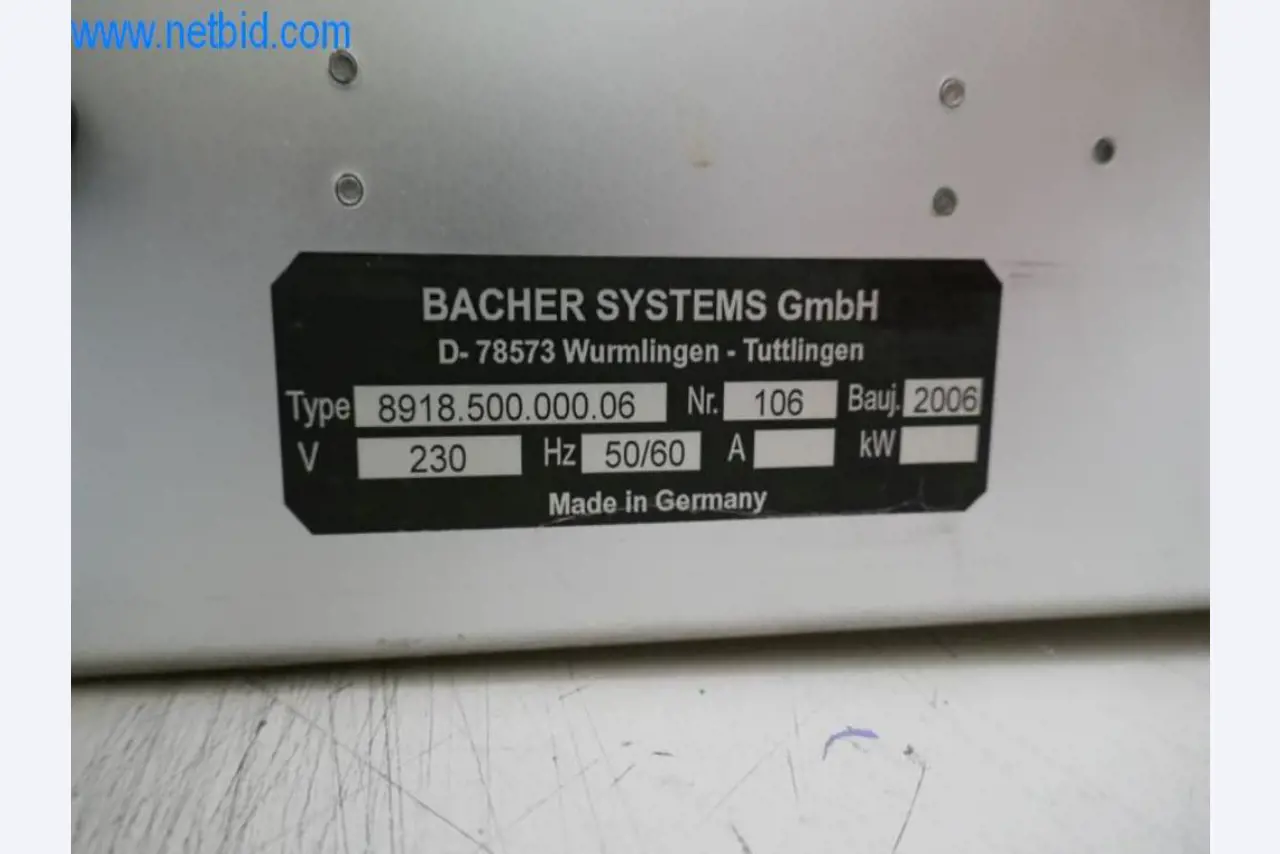 www.netbid.com
BACHER SYSTEMS GmbH
D- 78573 Wurmlingen - Tuttlingen
Type 8918.500.000.06 Nr. 106 Bauj. 2006
V 230 Hz 50/60 A kW
Made in Germany